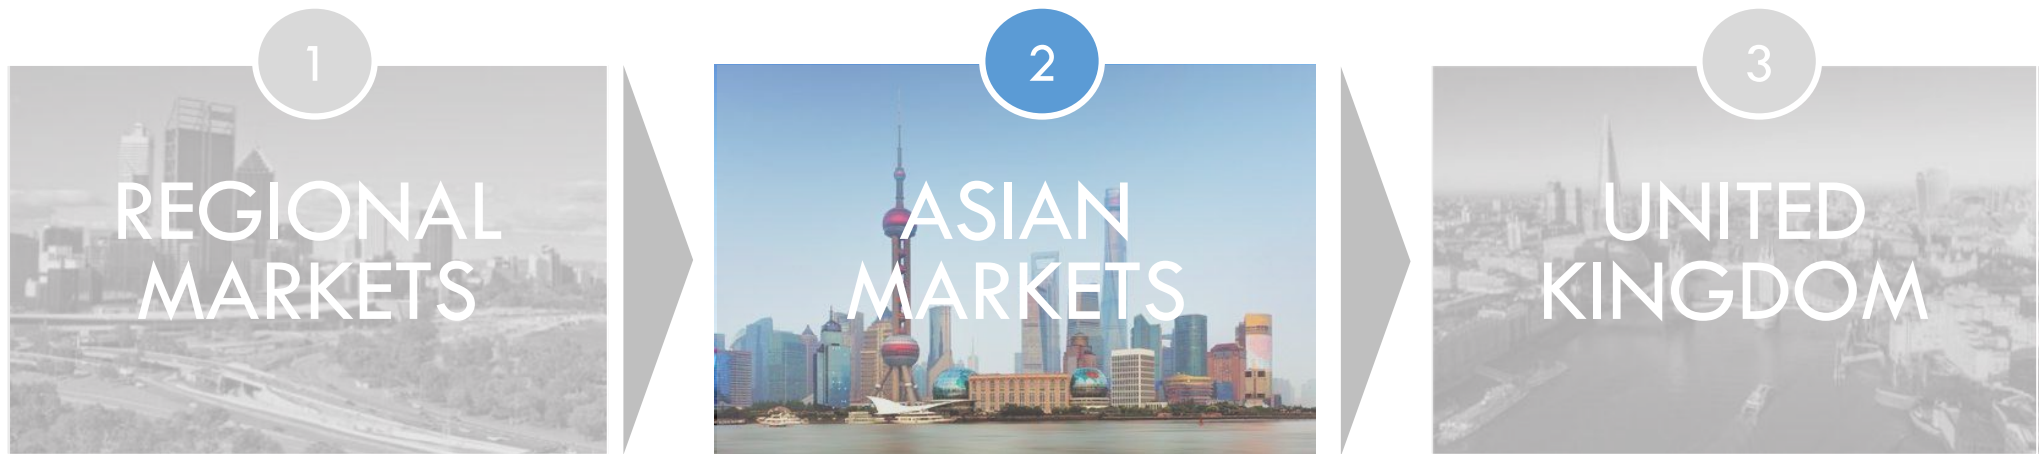 1
REGIONAL
MARKETS
2
ASIAN
MARKETS
3
UNITED
KINGDOM